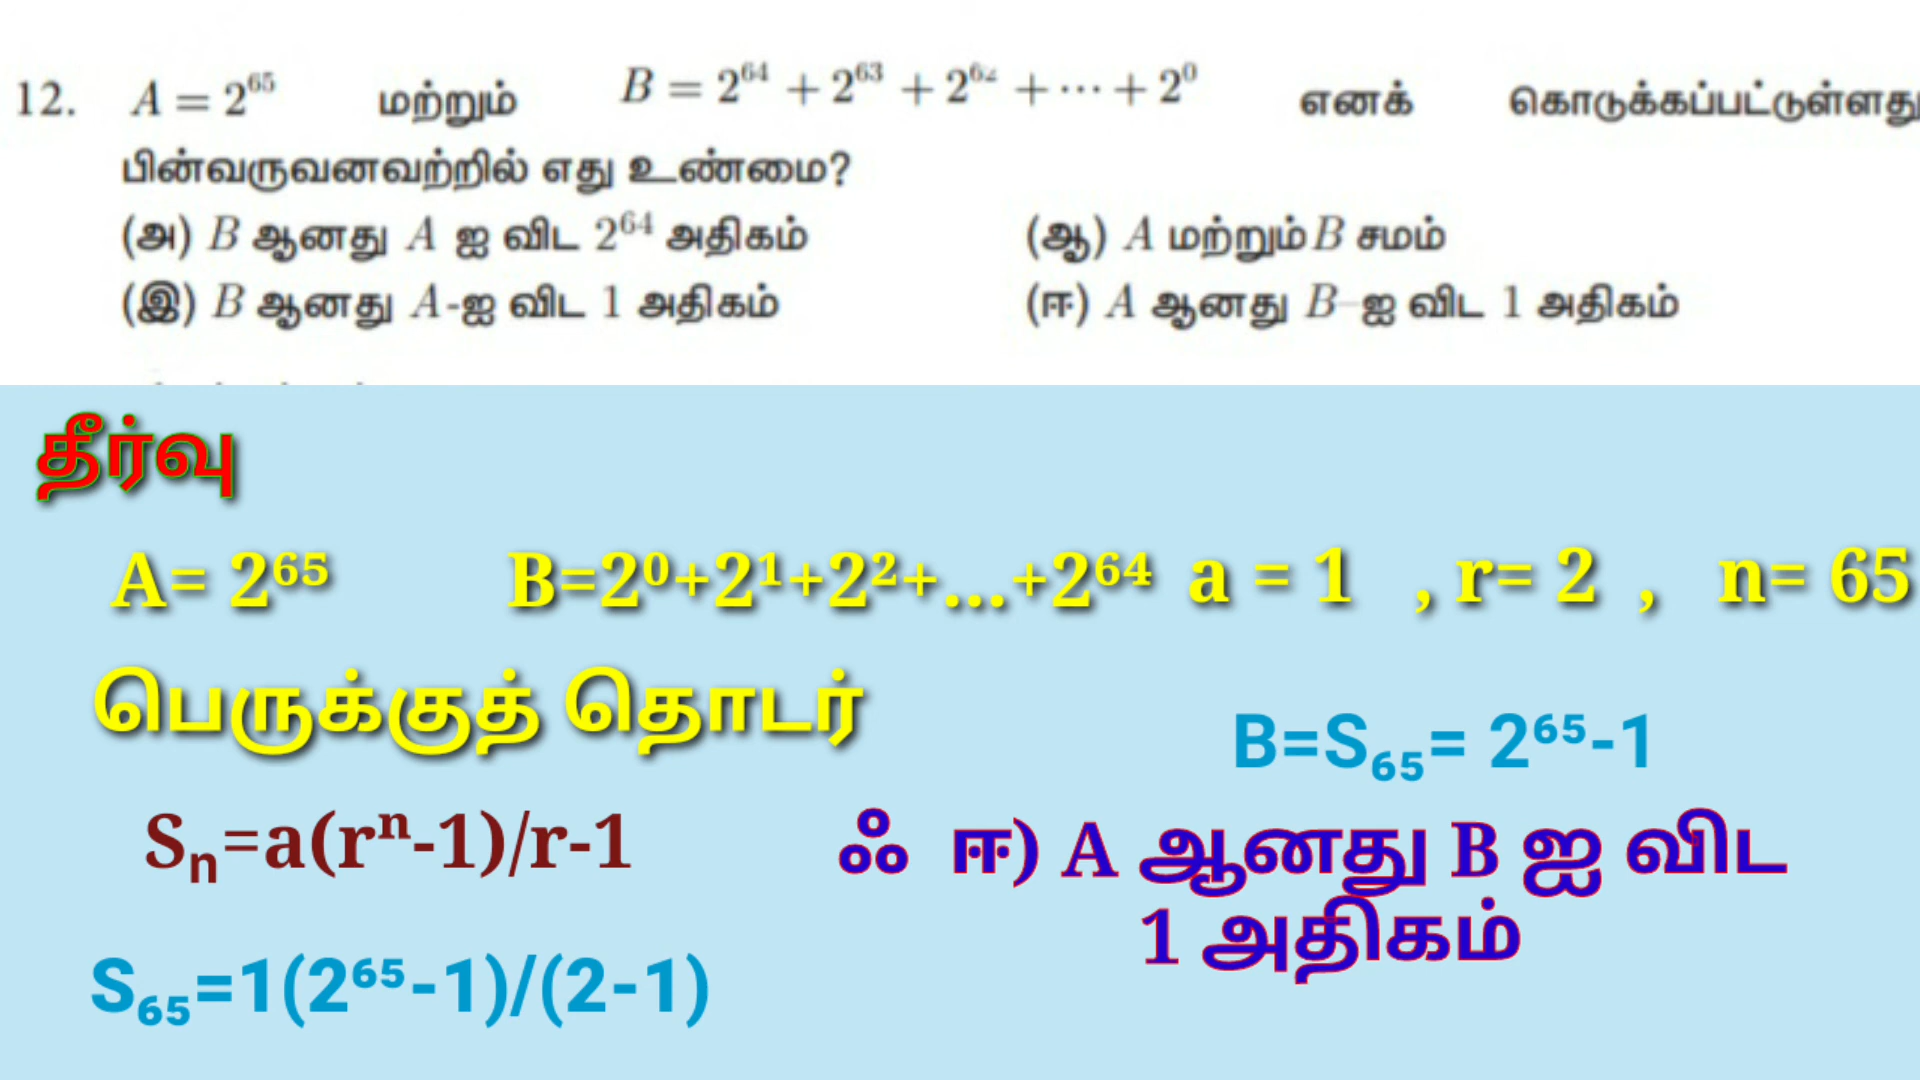 12. A = 2⁶⁵ மற்றும் B = 2⁶⁴ + 2⁶³ + 2⁶² + ··· + 2⁰ எனக் கொடுக்கப்பட்டுள்ளது
பின்வருவனவற்றில் எது உண்மை?
(அ) B ஆனது A ஐ விட 2⁶⁴ அதிகம் (ஆ) A மற்றும் B சமம்
(இ) B ஆனது A-ஐ விட 1 அதிகம் (ஈ) A ஆனது B–ஐ விட 1 அதிகம்
தீர்வு
A= 2⁶⁵ B=2⁰+2¹+2²+...+2⁶⁴ a = 1 , r= 2 , n= 65
பெருக்குத் தொடர்
B=S₆₅= 2⁶⁵-1
Sₙ=a(rⁿ-1)/r-1
ஃ ஈ) A ஆனது B ஐ விட
1 அதிகம்
S₆₅=1(2⁶⁵-1)/(2-1)